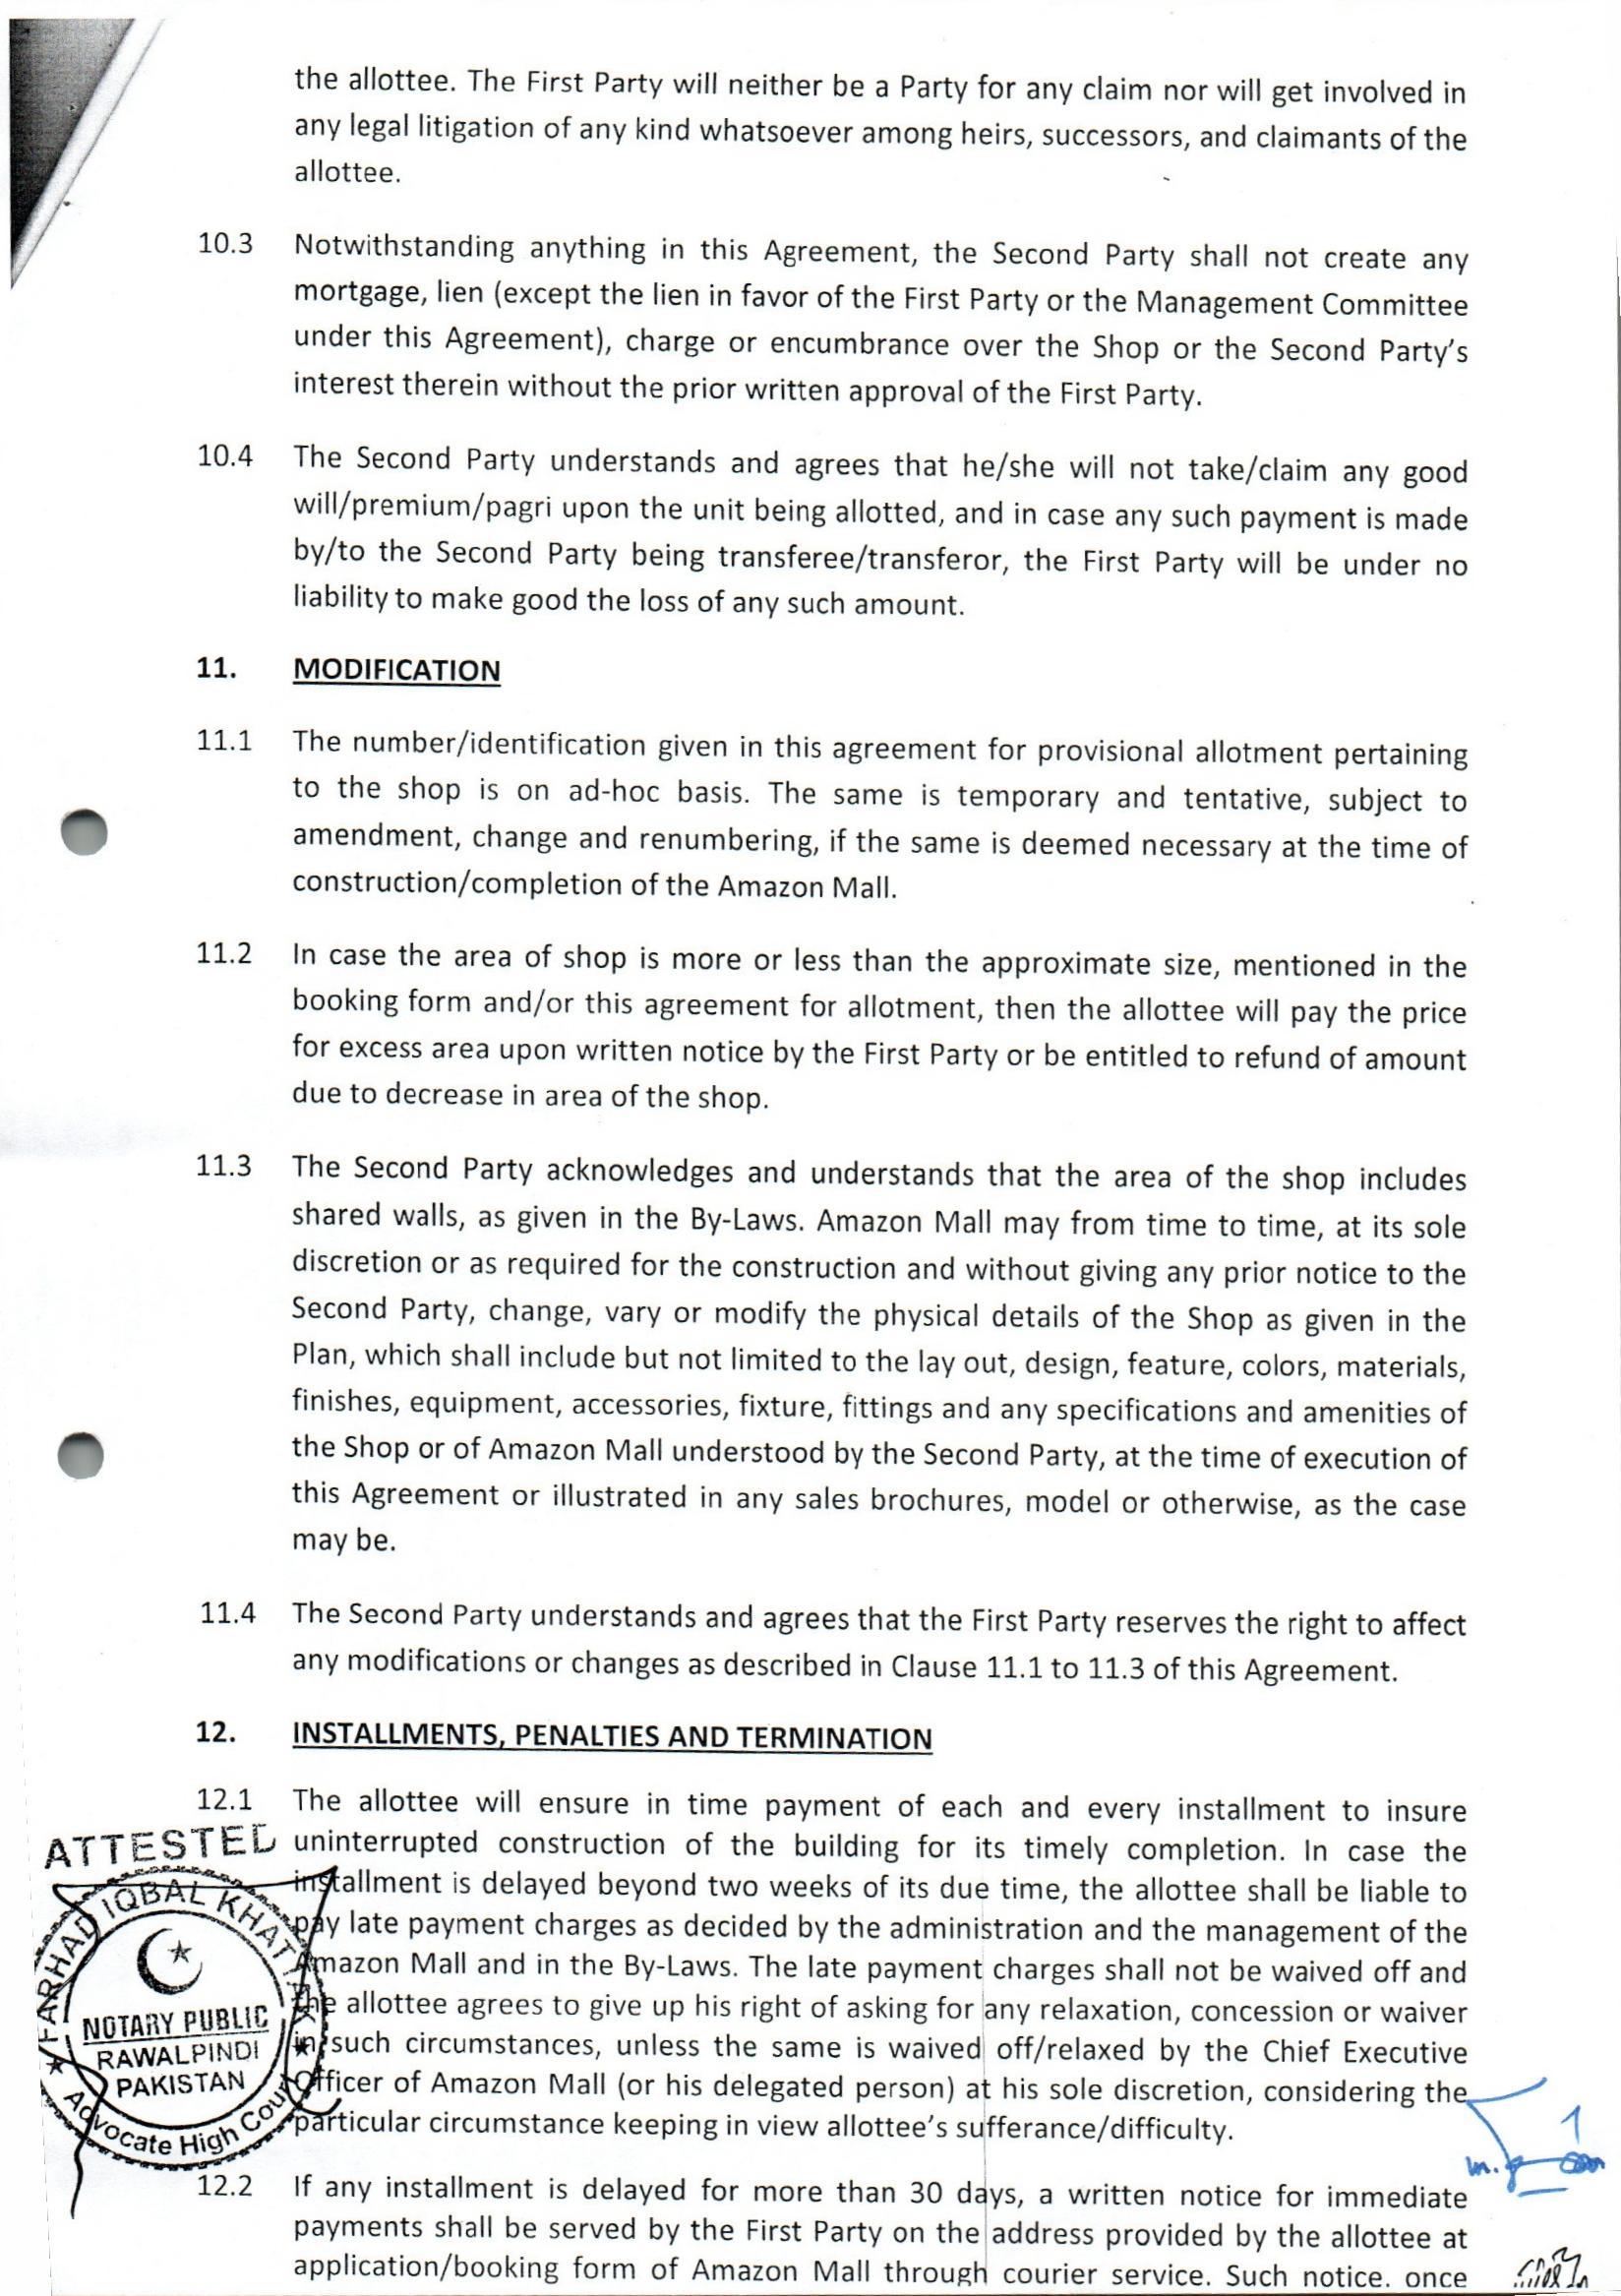 the allottee. The First Party will neither be a Party for any claim nor will get involved in
any legal litigation of any kind whatsoever among heirs, successors, and claimants of the
allottee.
10.3 Notwithstanding anything in this Agreement, the Second Party shall not create any
mortgage, lien (except the lien in favor of the First Party or the Management Committee
under this Agreement), charge or encumbrance over the Shop or the Second Party's
interest therein without the prior written approval of the First Party.
10.4 The Second Party understands and agrees that he/she will not take/claim any good
will/premium/pagri upon the unit being allotted, and in case any such payment is made
by/to the Second Party being transferee/transferor, the First Party will be under no
liability to make good the loss of any such amount.
11. MODIFICATION
11.1 The number/identification given in this agreement for provisional allotment pertaining
to the shop is on ad-hoc basis. The same is temporary and tentative, subject to
amendment, change and renumbering, if the same is deemed necessary at the time of
construction/completion of the Amazon Mall.
11.2 In case the area of shop is more or less than the approximate size, mentioned in the
booking form and/or this agreement for allotment, then the allottee will pay the price
for excess area upon written notice by the First Party or be entitled to refund of amount
due to decrease in area of the shop.
11.3 The Second Party acknowledges and understands that the area of the shop includes
shared walls, as given in the By-Laws. Amazon Mall may from time to time, at its sole
discretion or as required for the construction and without giving any prior notice to the
Second Party, change, vary or modify the physical details of the Shop as given in the
Plan, which shall include but not limited to the lay out, design, feature, colors, materials,
finishes, equipment, accessories, fixture, fittings and any specifications and amenities of
the Shop or of Amazon Mall understood by the Second Party, at the time of execution of
this Agreement or illustrated in any sales brochures, model or otherwise, as the case
may be.
11.4 The Second Party understands and agrees that the First Party reserves the right to affect
any modifications or changes as described in Clause 11.1 to 11.3 of this Agreement.
12. INSTALLMENTS, PENALTIES AND TERMINATION
12.1 The allottee will ensure in time payment of each and every installment to insure
uninterrupted construction of the building for its timely completion. In case the
installment is delayed beyond two weeks of its due time, the allottee shall be liable to
pay late payment charges as decided by the administration and the management of the
Amazon Mall and in the By-Laws. The late payment charges shall not be waived off and
the allottee agrees to give up his right of asking for any relaxation, concession or waiver
in such circumstances, unless the same is waived off/relaxed by the Chief Executive
Officer of Amazon Mall (or his delegated person) at his sole discretion, considering the
particular circumstance keeping in view allottee's sufferance/difficulty.
12.2 If any installment is delayed for more than 30 days, a written notice for immediate
payments shall be served by the First Party on the address provided by the allottee at
application/booking form of Amazon Mall through courier service. Such notice, once
ATTESTED
FARHAD IQBAL KHATTAK
NOTARY PUBLIC
RAWALPINDI
PAKISTAN
Advocate High Court